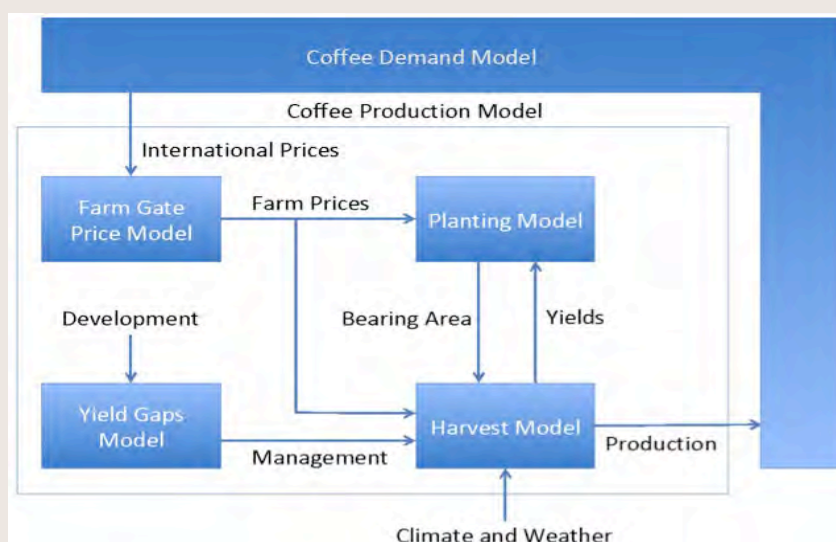 Coffee Demand Model
Coffee Production Model
International Prices
Farm Gate
Price Model
Farm Prices
Planting Model
Development
Bearing Area
Yields
Yield Gaps
Model
Management
Harvest Model
Production
Climate and Weather